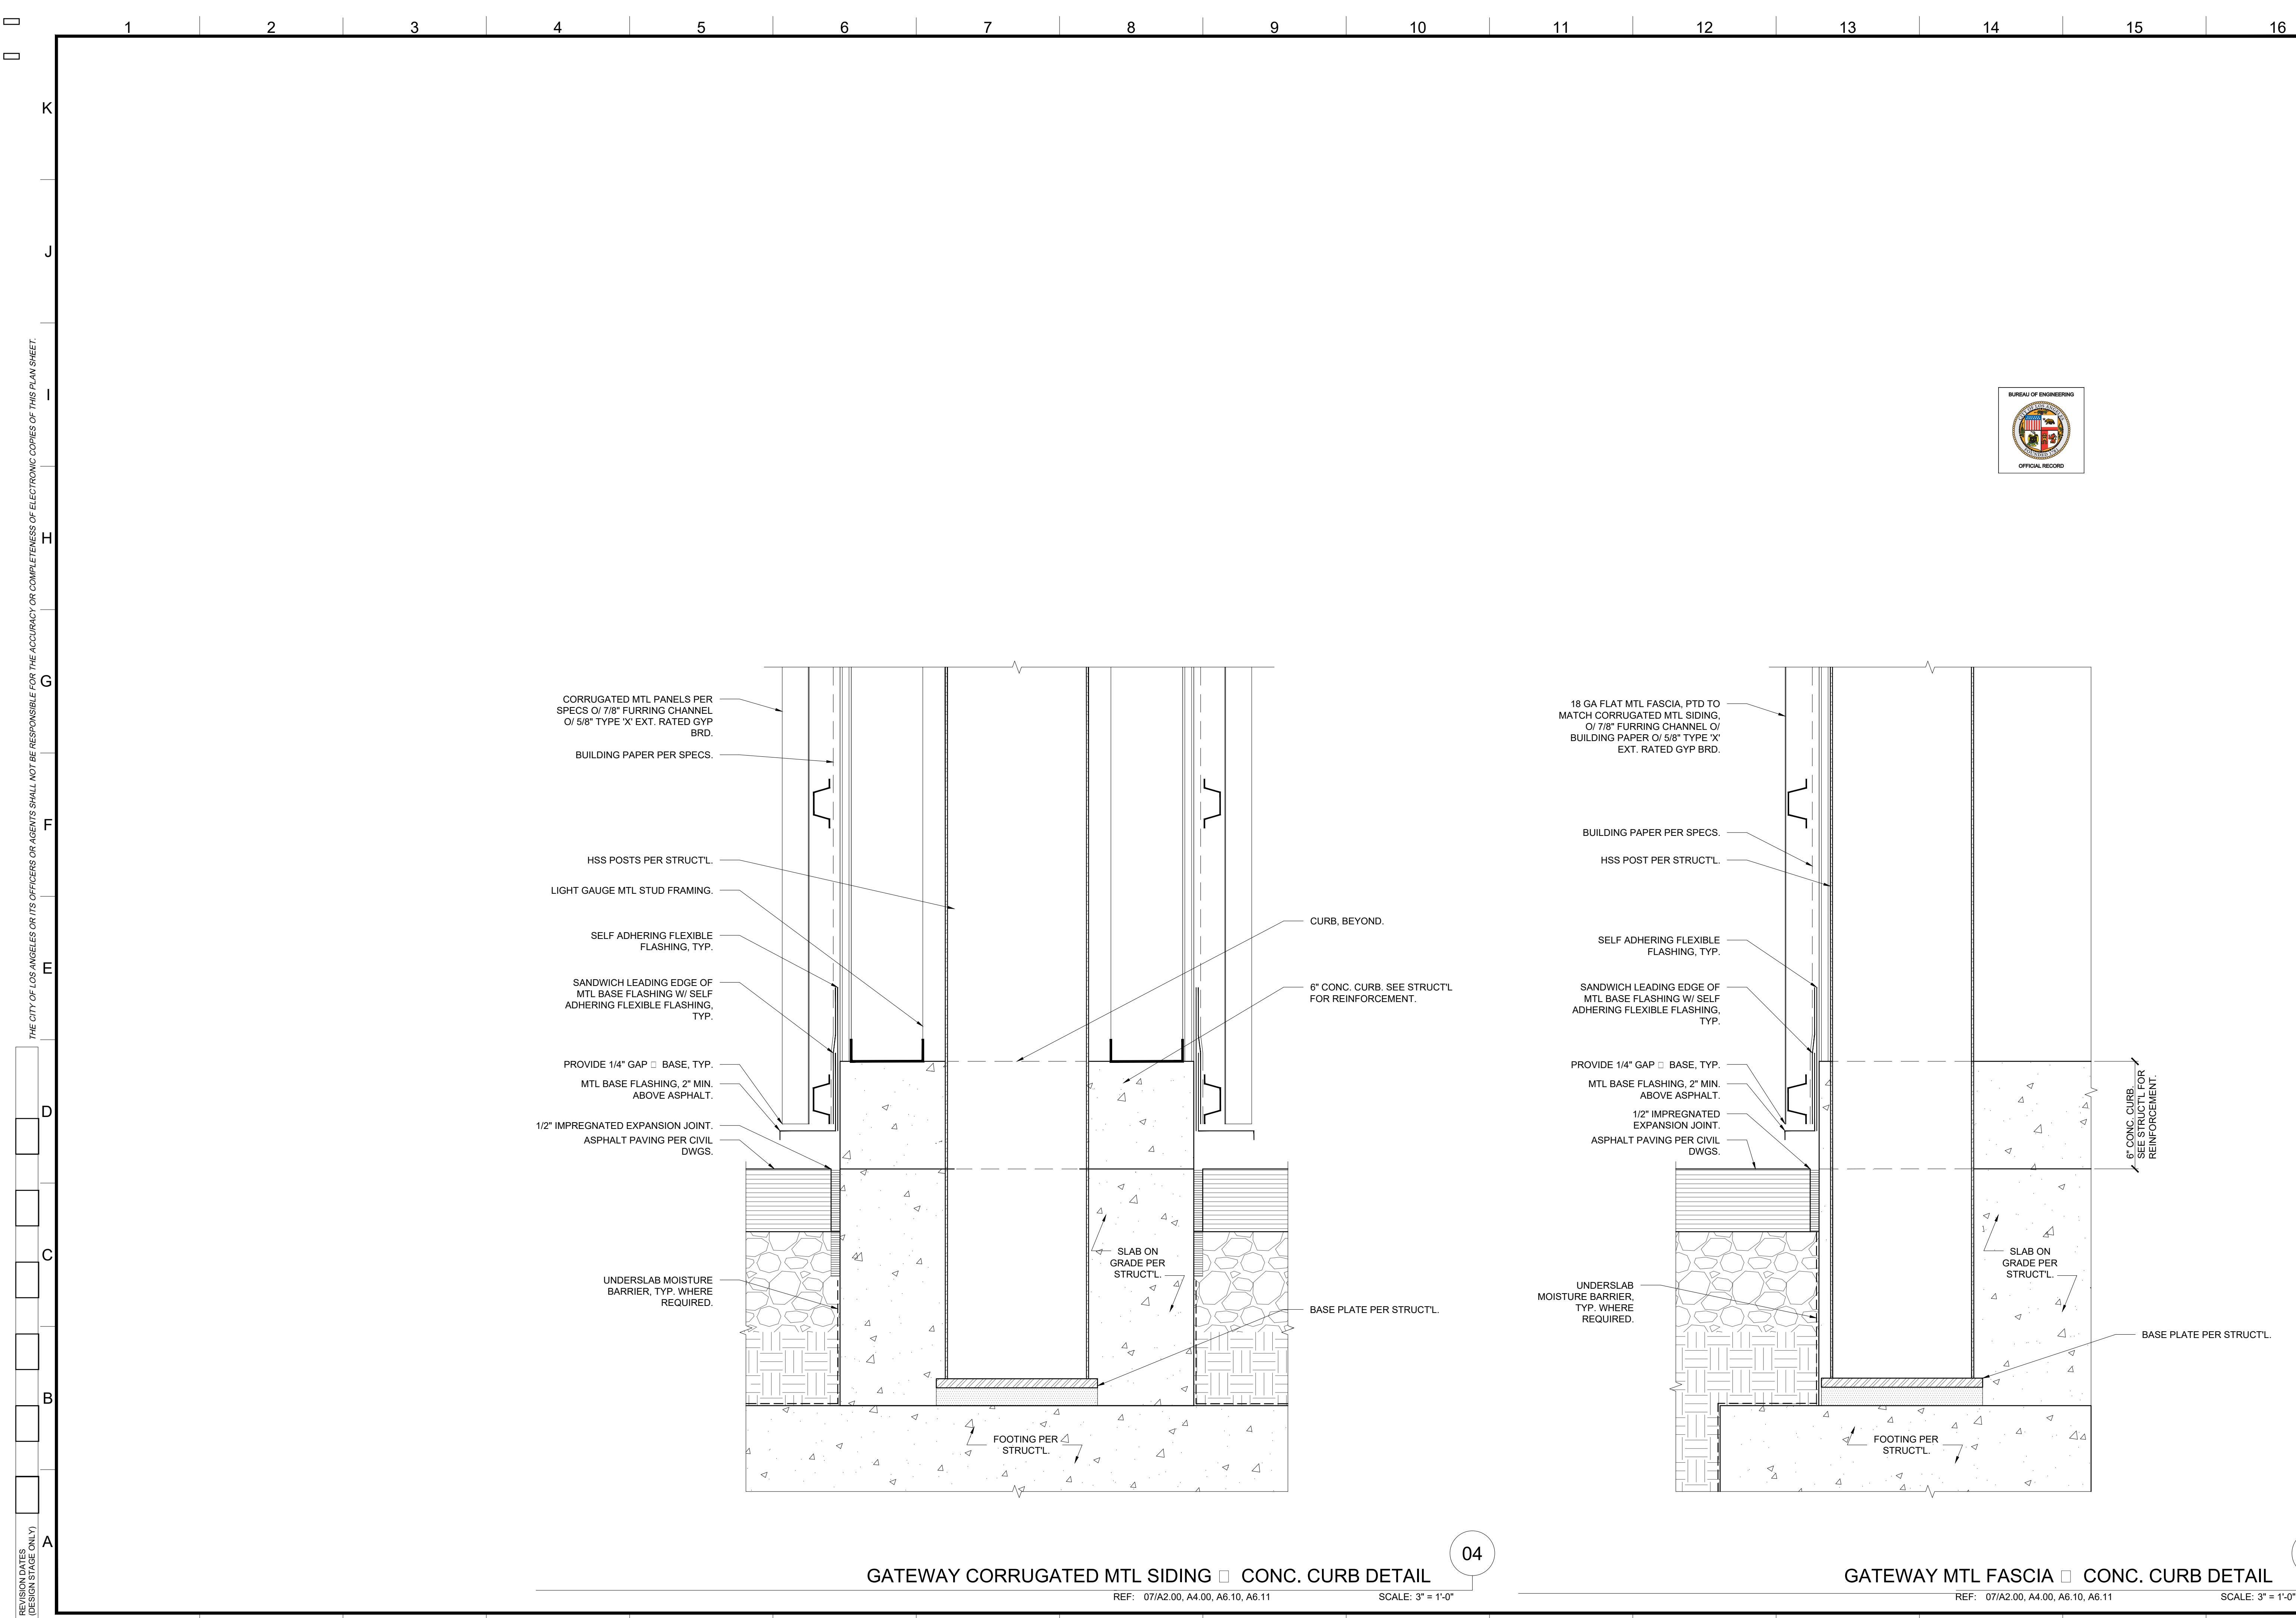 1 2 3 4 5 6 7 8 9 10 11 12 13 14 15 16
K
J
I
H
G
F
E
D
C
B
A
THE CITY OF LOS ANGELES OR ITS OFFICERS OR AGENTS SHALL NOT BE RESPONSIBLE FOR THE ACCURACY OR COMPLETENESS OF ELECTRONIC COPIES OF THIS PLAN SHEET.
REVISION DATES
(DESIGN STAGE ONLY)
BUREAU OF ENGINEERING
CITY OF LOS ANGELES
FOUNDED 1781
OFFICIAL RECORD
CORRUGATED MTL PANELS PER
SPECS O/ 7/8" FURRING CHANNEL
O/ 5/8" TYPE 'X' EXT. RATED GYP
BRD.
BUILDING PAPER PER SPECS.
HSS POSTS PER STRUCT'L.
LIGHT GAUGE MTL STUD FRAMING.
SELF ADHERING FLEXIBLE
FLASHING, TYP.
SANDWICH LEADING EDGE OF
MTL BASE FLASHING W/ SELF
ADHERING FLEXIBLE FLASHING,
TYP.
PROVIDE 1/4" GAP □ BASE, TYP.
MTL BASE FLASHING, 2" MIN.
ABOVE ASPHALT.
1/2" IMPREGNATED EXPANSION JOINT.
ASPHALT PAVING PER CIVIL
DWGS.
UNDERSLAB MOISTURE
BARRIER, TYP. WHERE
REQUIRED.
CURB, BEYOND.
6" CONC. CURB. SEE STRUCT'L
FOR REINFORCEMENT.
SLAB ON
GRADE PER
STRUCT'L.
BASE PLATE PER STRUCT'L.
FOOTING PER
STRUCT'L.
04
GATEWAY CORRUGATED MTL SIDING □ CONC. CURB DETAIL
REF: 07/A2.00, A4.00, A6.10, A6.11 SCALE: 3" = 1'-0"
18 GA FLAT MTL FASCIA, PTD TO
MATCH CORRUGATED MTL SIDING,
O/ 7/8" FURRING CHANNEL O/
BUILDING PAPER O/ 5/8" TYPE 'X'
EXT. RATED GYP BRD.
BUILDING PAPER PER SPECS.
HSS POST PER STRUCT'L.
SELF ADHERING FLEXIBLE
FLASHING, TYP.
SANDWICH LEADING EDGE OF
MTL BASE FLASHING W/ SELF
ADHERING FLEXIBLE FLASHING,
TYP.
PROVIDE 1/4" GAP □ BASE, TYP.
MTL BASE FLASHING, 2" MIN.
ABOVE ASPHALT.
1/2" IMPREGNATED
EXPANSION JOINT.
ASPHALT PAVING PER CIVIL
DWGS.
UNDERSLAB
MOISTURE BARRIER,
TYP. WHERE
REQUIRED.
6" CONC. CURB.
SEE STRUCT'L FOR
REINFORCEMENT.
SLAB ON
GRADE PER
STRUCT'L.
BASE PLATE PER STRUCT'L.
FOOTING PER
STRUCT'L.
GATEWAY MTL FASCIA □ CONC. CURB DETAIL
REF: 07/A2.00, A4.00, A6.10, A6.11 SCALE: 3" = 1'-0"